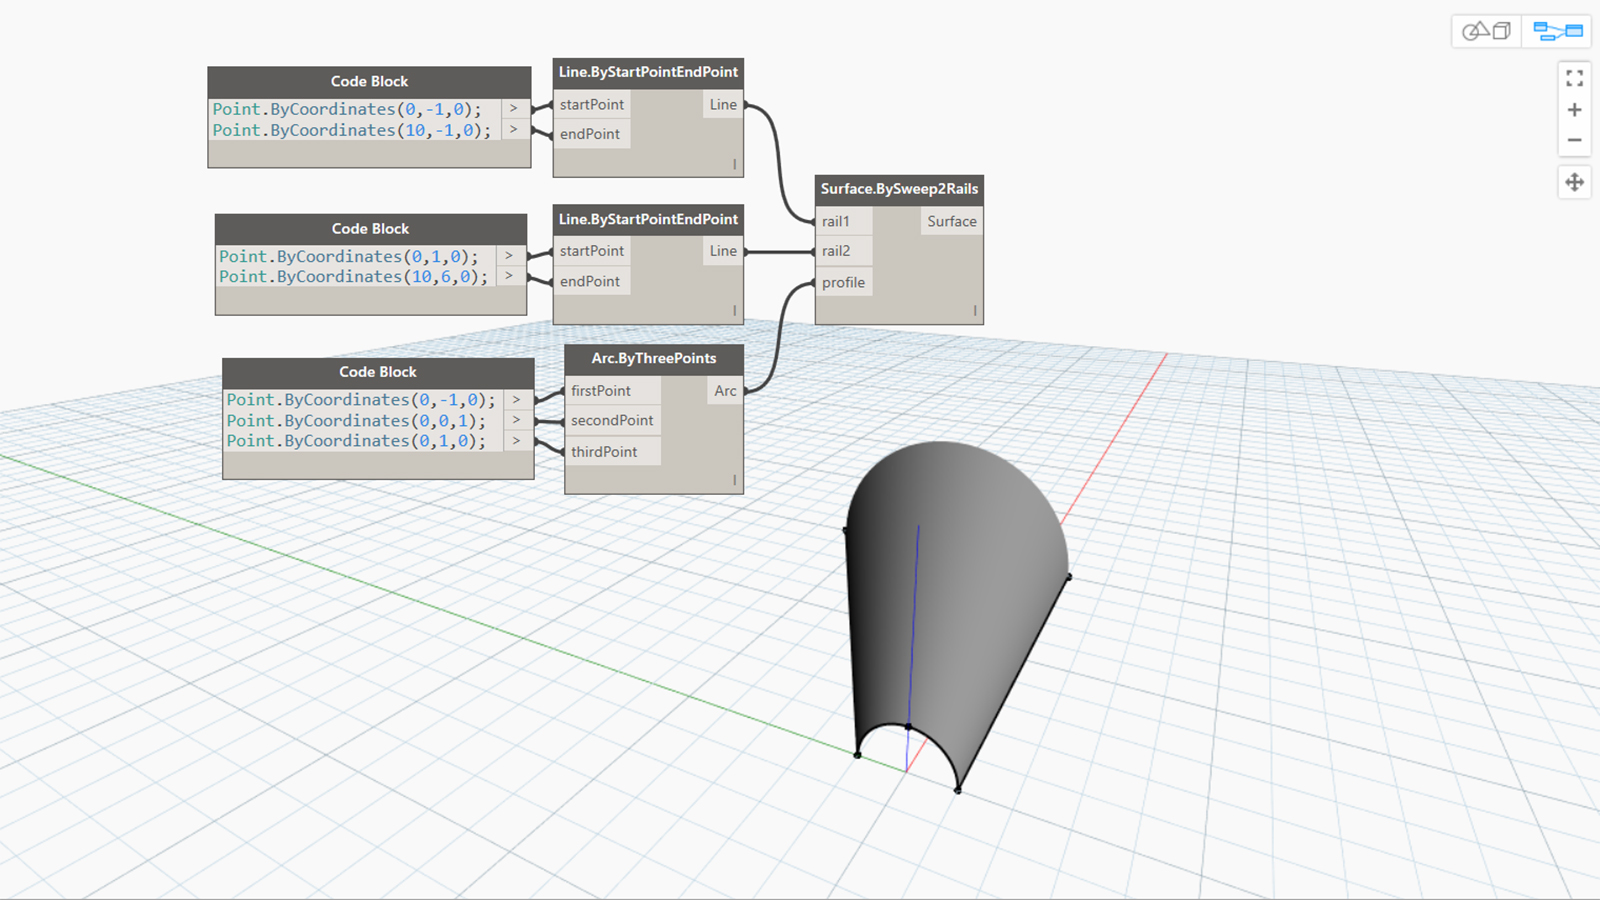 Code Block
Point.ByCoordinates(0,-1,0); >
Point.ByCoordinates(10,-1,0); >
Line.ByStartPointEndPoint
startPoint Line
endPoint
l
Code Block
Point.ByCoordinates(0,1,0); >
Point.ByCoordinates(10,6,0); >
Line.ByStartPointEndPoint
startPoint Line
endPoint
l
Surface.BySweep2Rails
rail1 Surface
rail2
profile
l
Code Block
Point.ByCoordinates(0,-1,0); >
Point.ByCoordinates(0,0,1); >
Point.ByCoordinates(0,1,0); >
Arc.ByThreePoints
firstPoint Arc
secondPoint
thirdPoint
l